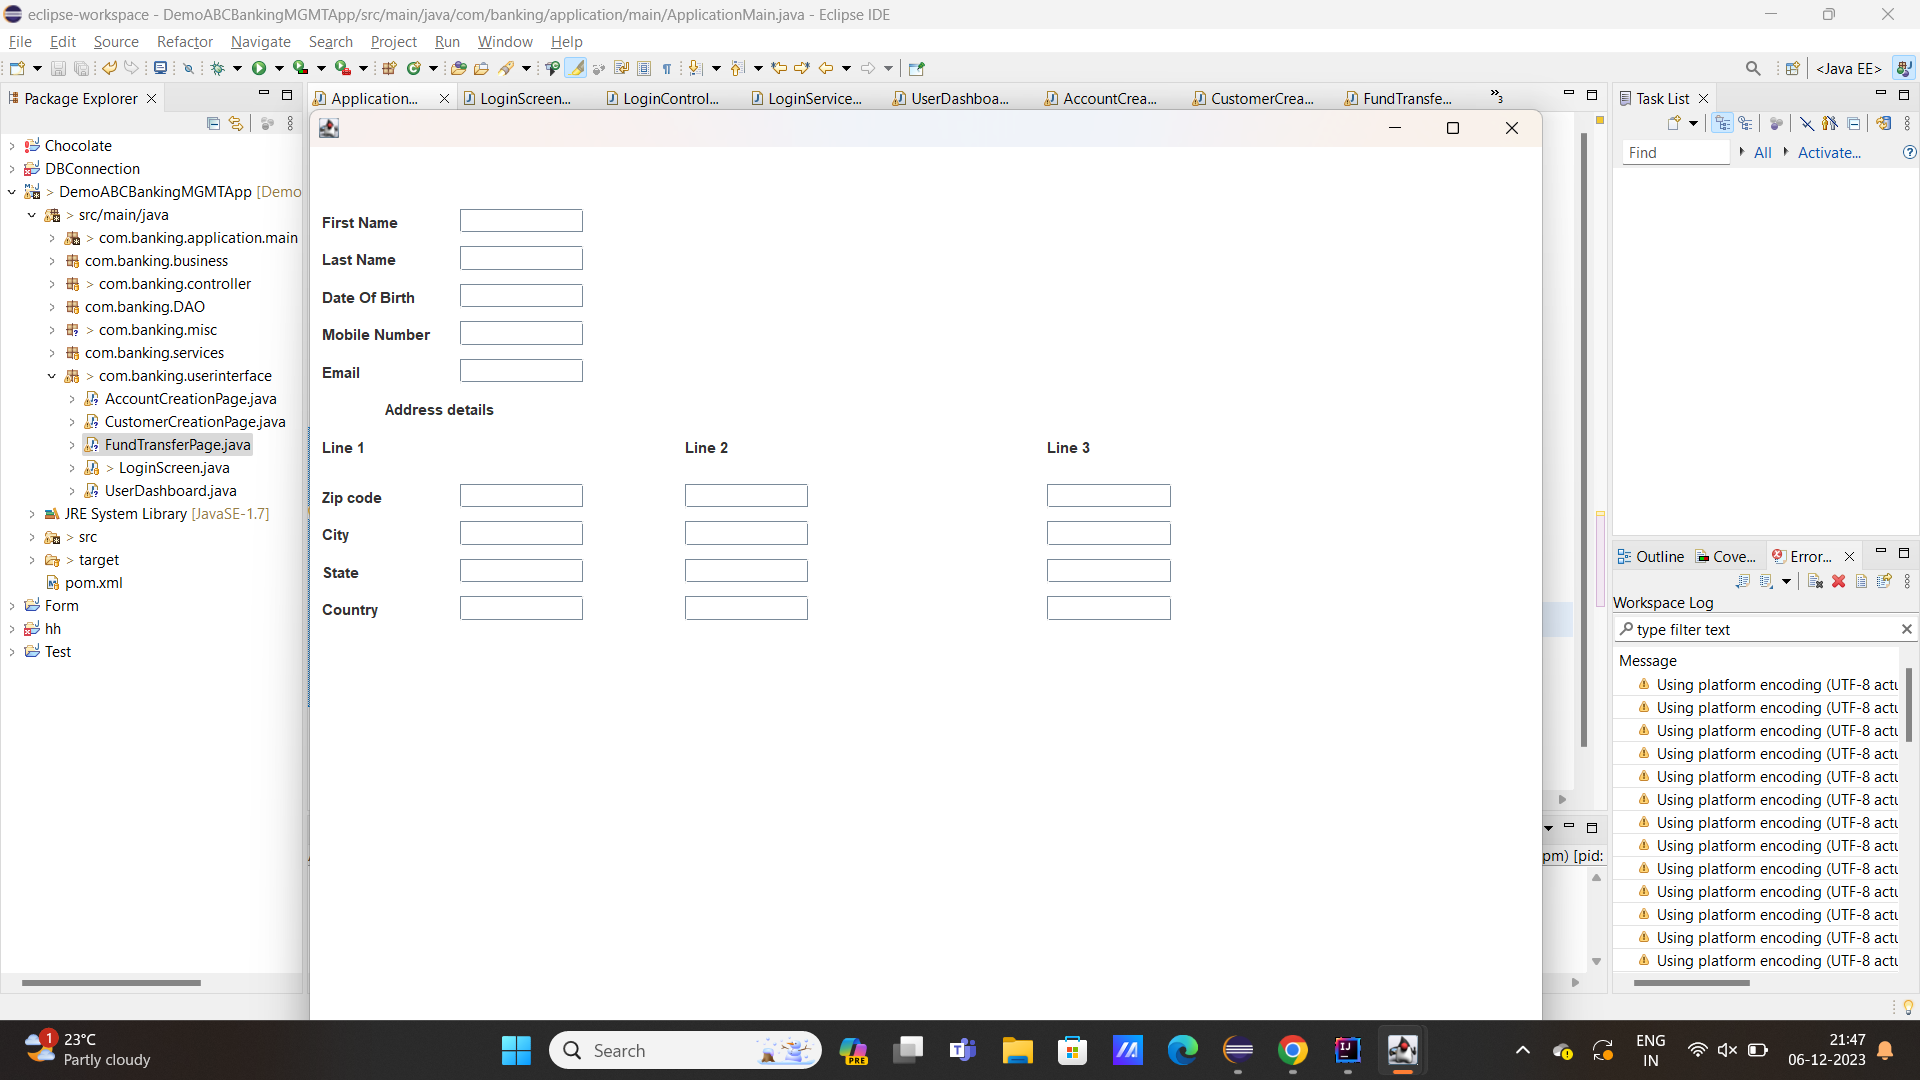 eclipse-workspace - DemoABCBankingMGMTApp/src/main/java/com/banking/application/main/ApplicationMain.java - Eclipse IDE
File Edit Source Refactor Navigate Search Project Run Window Help
<Java EE>
Package Explorer
Application... LoginScreen... LoginControl... LoginService... UserDashboa... AccountCrea... CustomerCrea... FundTransfe... »3
Task List
Find All Activate...
Chocolate
DBConnection
> DemoABCBankingMGMTApp [Demo
> src/main/java
> com.banking.application.main
com.banking.business
> com.banking.controller
com.banking.DAO
> com.banking.misc
com.banking.services
> com.banking.userinterface
AccountCreationPage.java
CustomerCreationPage.java
FundTransferPage.java
> LoginScreen.java
UserDashboard.java
JRE System Library [JavaSE-1.7]
> src
> target
pom.xml
Form
hh
Test
First Name
Last Name
Date Of Birth
Mobile Number
Email
Address details
Line 1 Line 2 Line 3
Zip code
City
State
Country
Outline Cove... Error...
Workspace Log
type filter text
Message
Using platform encoding (UTF-8 actu
Using platform encoding (UTF-8 actu
Using platform encoding (UTF-8 actu
Using platform encoding (UTF-8 actu
Using platform encoding (UTF-8 actu
Using platform encoding (UTF-8 actu
Using platform encoding (UTF-8 actu
Using platform encoding (UTF-8 actu
Using platform encoding (UTF-8 actu
Using platform encoding (UTF-8 actu
Using platform encoding (UTF-8 actu
Using platform encoding (UTF-8 actu
Using platform encoding (UTF-8 actu
pm) [pid:
1
23°C
Partly cloudy
Search
PRE
ENG
IN
21:47
06-12-2023